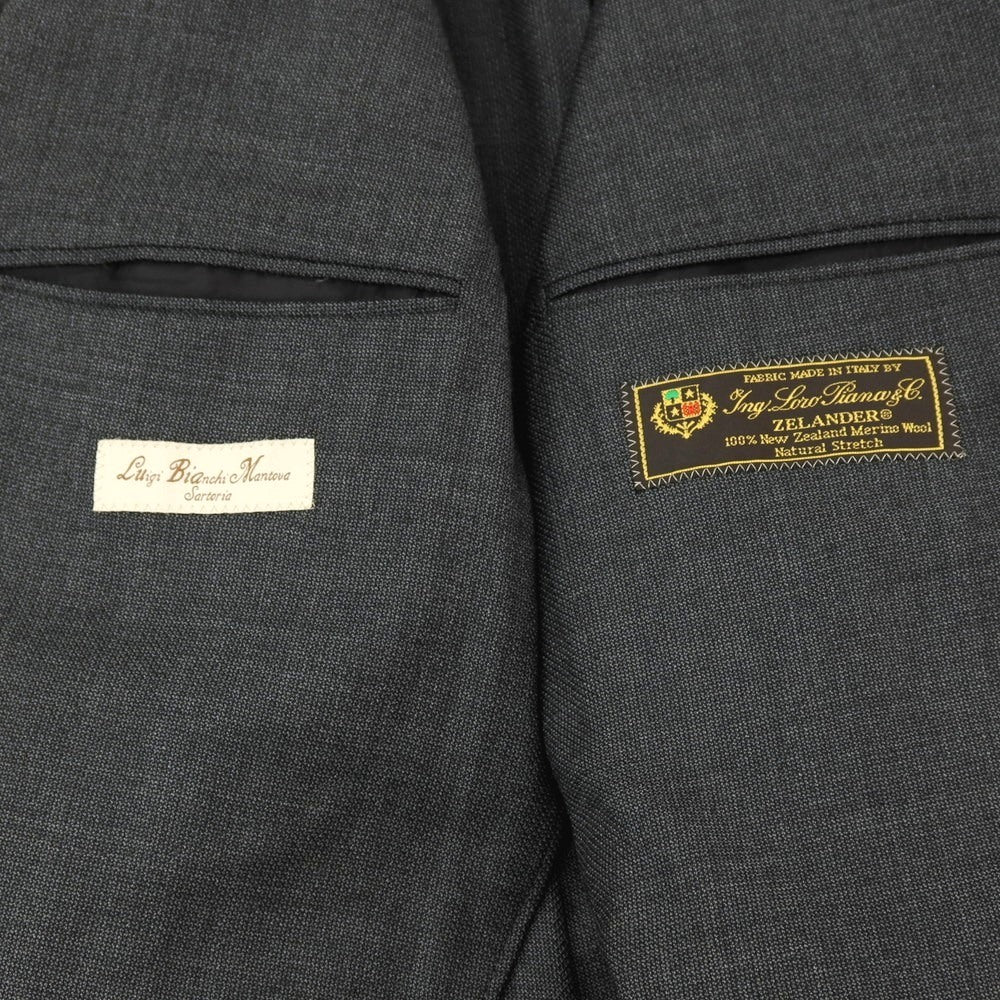 Luigi Bianchi Mantova
Sartoria
FABRIC MADE IN ITALY BY
Ing. Loro Piana & C.
ZELANDER®
100% New Zealand Merino Wool
Natural Stretch